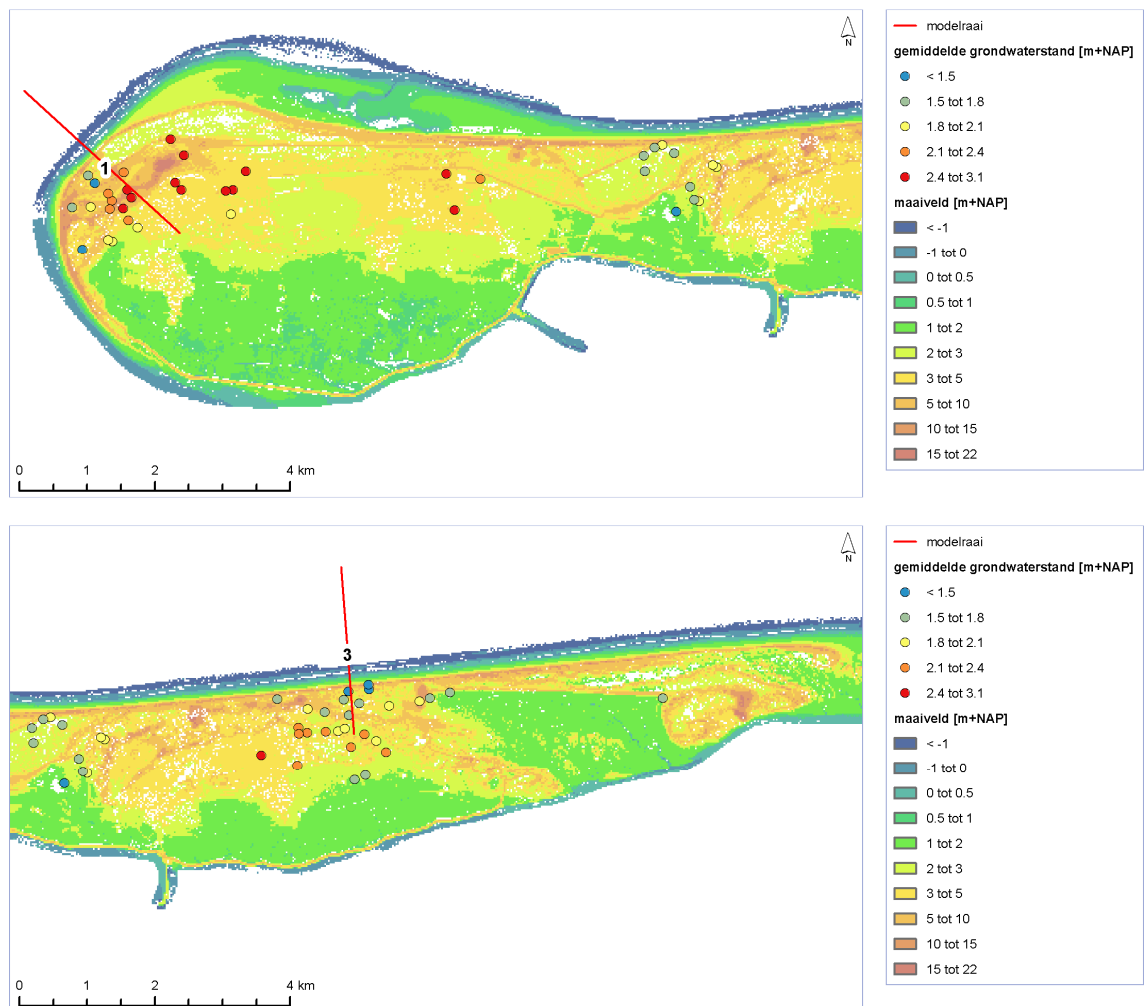 N
1
0 1 2 4 km
modelraai
gemiddelde grondwaterstand [m+NAP]
< 1.5
1.5 tot 1.8
1.8 tot 2.1
2.1 tot 2.4
2.4 tot 3.1
maaiveld [m+NAP]
< -1
-1 tot 0
0 tot 0.5
0.5 tot 1
1 tot 2
2 tot 3
3 tot 5
5 tot 10
10 tot 15
15 tot 22
N
3
0 1 2 4 km
modelraai
gemiddelde grondwaterstand [m+NAP]
< 1.5
1.5 tot 1.8
1.8 tot 2.1
2.1 tot 2.4
2.4 tot 3.1
maaiveld [m+NAP]
< -1
-1 tot 0
0 tot 0.5
0.5 tot 1
1 tot 2
2 tot 3
3 tot 5
5 tot 10
10 tot 15
15 tot 22